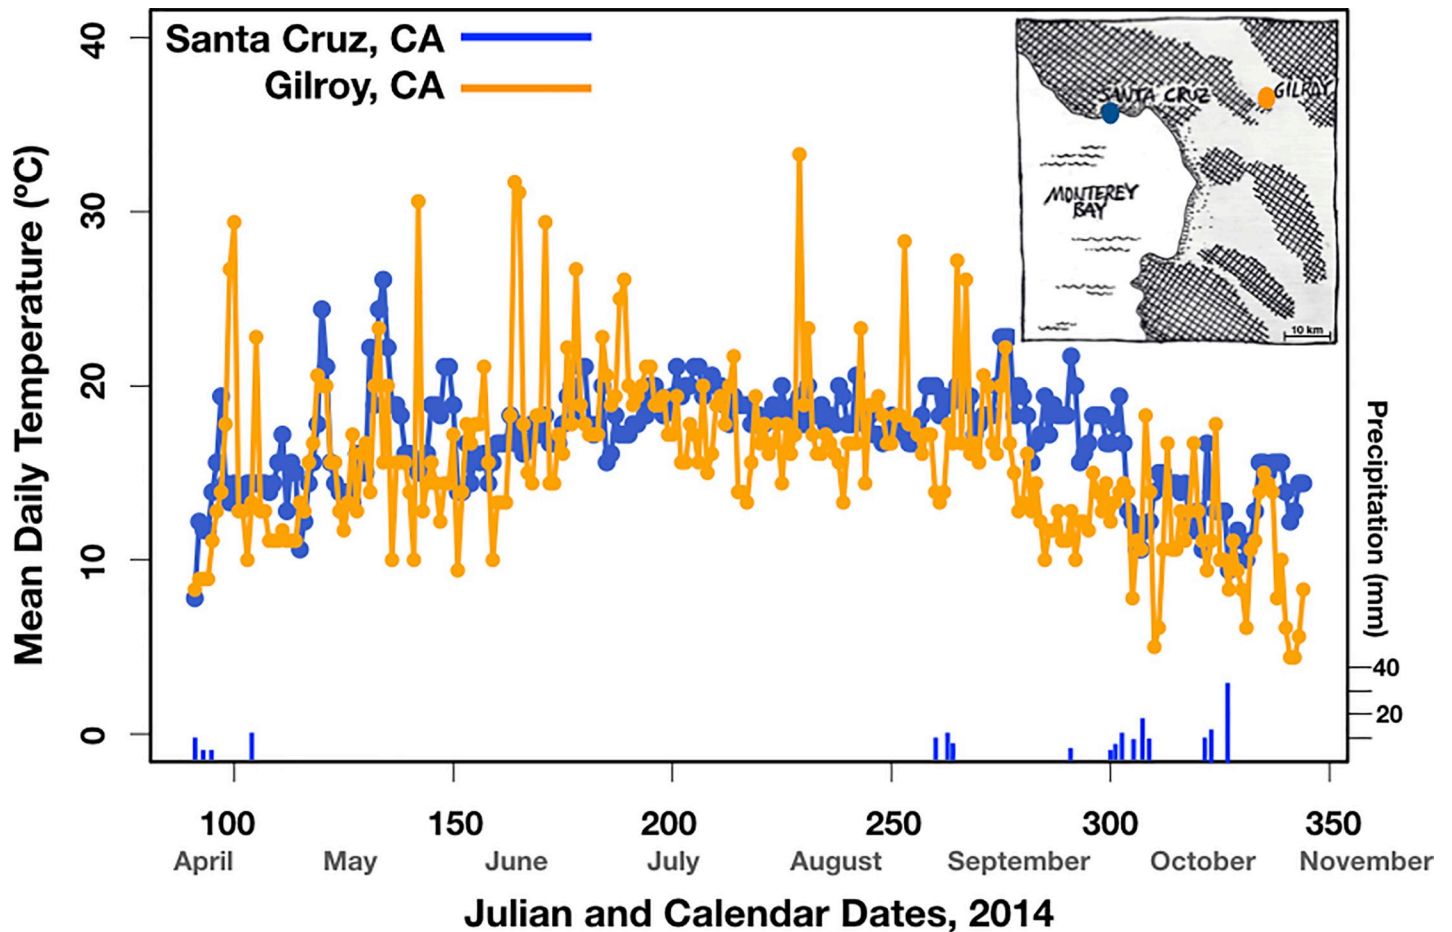 Santa Cruz, CA
Gilroy, CA
SANTA CRUZ
GILROY
MONTEREY
BAY
10 km
Mean Daily Temperature (ºC)
40
30
20
10
0
Precipitation (mm)
40
20
100 150 200 250 300 350
April May June July August September October November
Julian and Calendar Dates, 2014